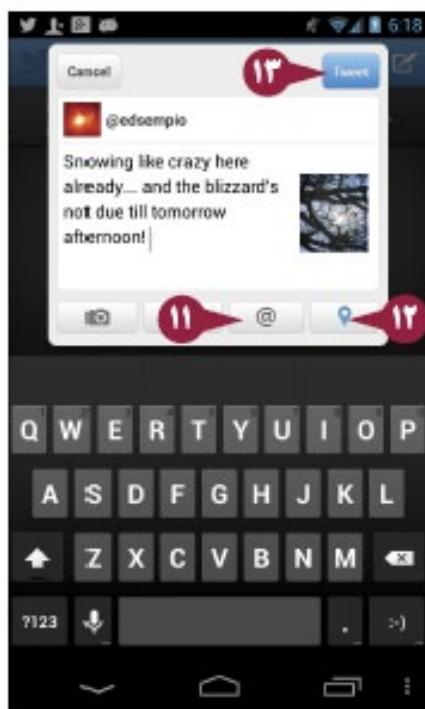 6:18
Cancel
١٣
Tweet
@edsempio
Snowing like crazy here
already... and the blizzard's
not due till tomorrow
afternoon!
١١
@
١٢
Q W E R T Y U I O P
A S D F G H J K L
Z X C V B N M
?123 . :-)